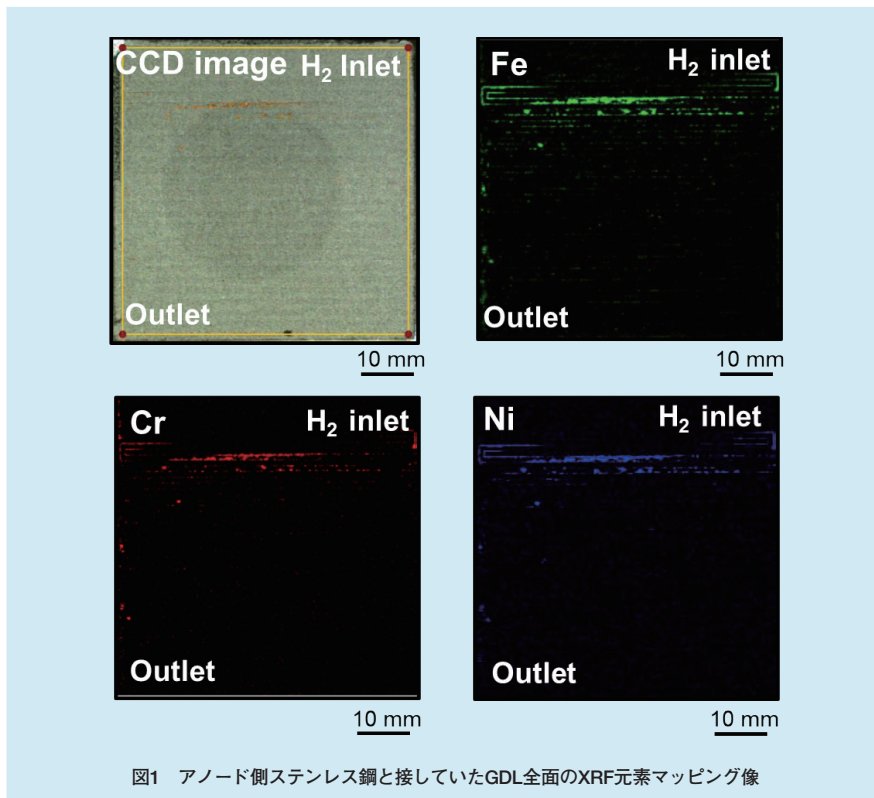 CCD image H₂ Inlet
Outlet
10 mm
Fe H₂ inlet
Outlet
10 mm
Cr H₂ inlet
Outlet
10 mm
Ni H₂ inlet
Outlet
10 mm
図1 アノード側ステンレス鋼と接していたGDL全面のXRF元素マッピング像